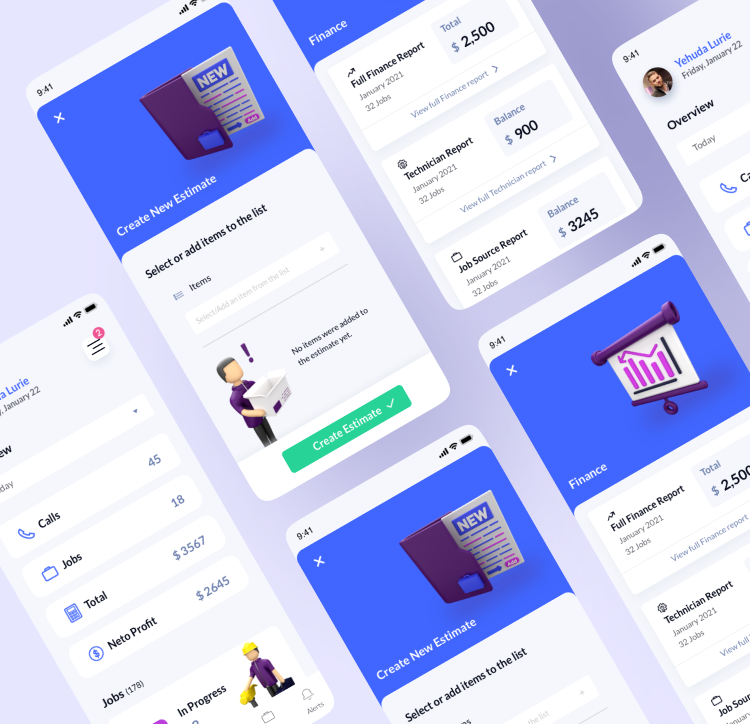 9:41
NEW
Add
Create New Estimate
Select or add items to the list
Items
Select/Add an item from the list
+
No items were added to
the estimate yet.
Create Estimate
Finance
Full Finance Report
January 2021
32 Jobs
Total
$ 2,500
View full Finance report
Technician Report
January 2021
32 Jobs
Balance
$ 900
View full Technician report
Job Source Report
January 2021
32 Jobs
Balance
$ 3245
9:41
Yehuda Lurie
Friday, January 22
Overview
Today
2
Lurie
January 22
Calls
45
Jobs
18
Total
$ 3567
Neto Profit
$ 2645
Jobs (178)
In Progress
Alerts
9:41
NEW
Add
Create New Estimate
Select or add items to the list
the list
+
9:41
Finance
Full Finance Report
January 2021
32 Jobs
Total
$ 2,500
View full Finance report
Technician Report
January 2021
32 Jobs
View full
Job Source